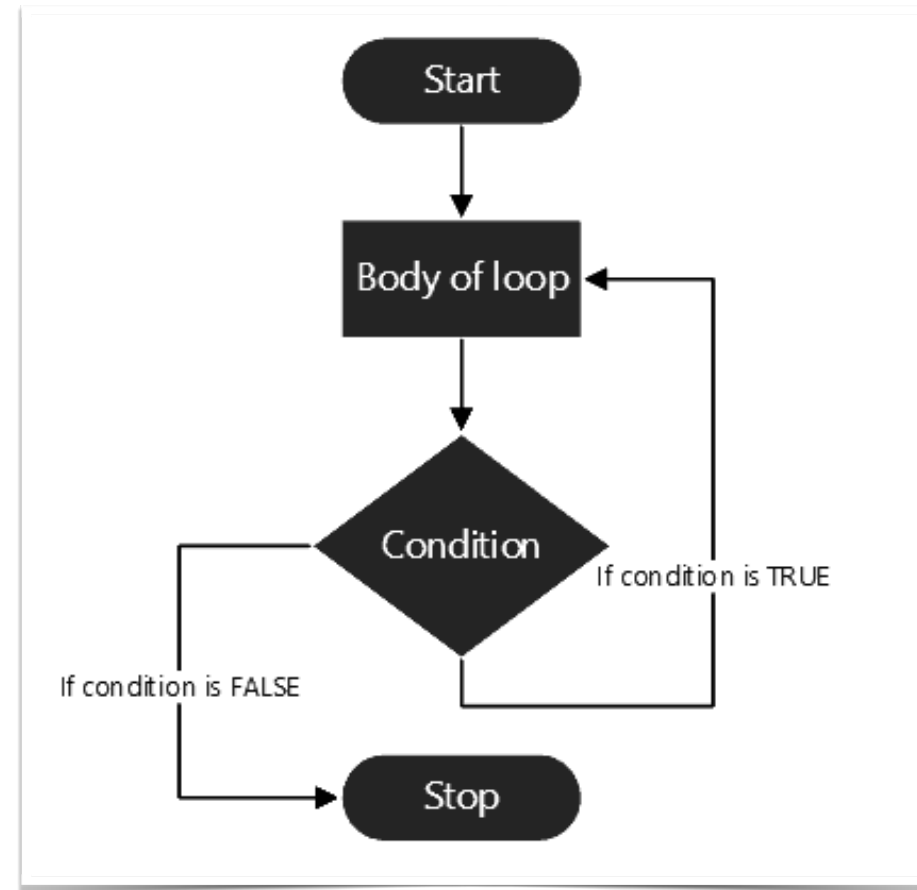 Start
Body of loop
Condition
If condition is TRUE
If condition is FALSE
Stop